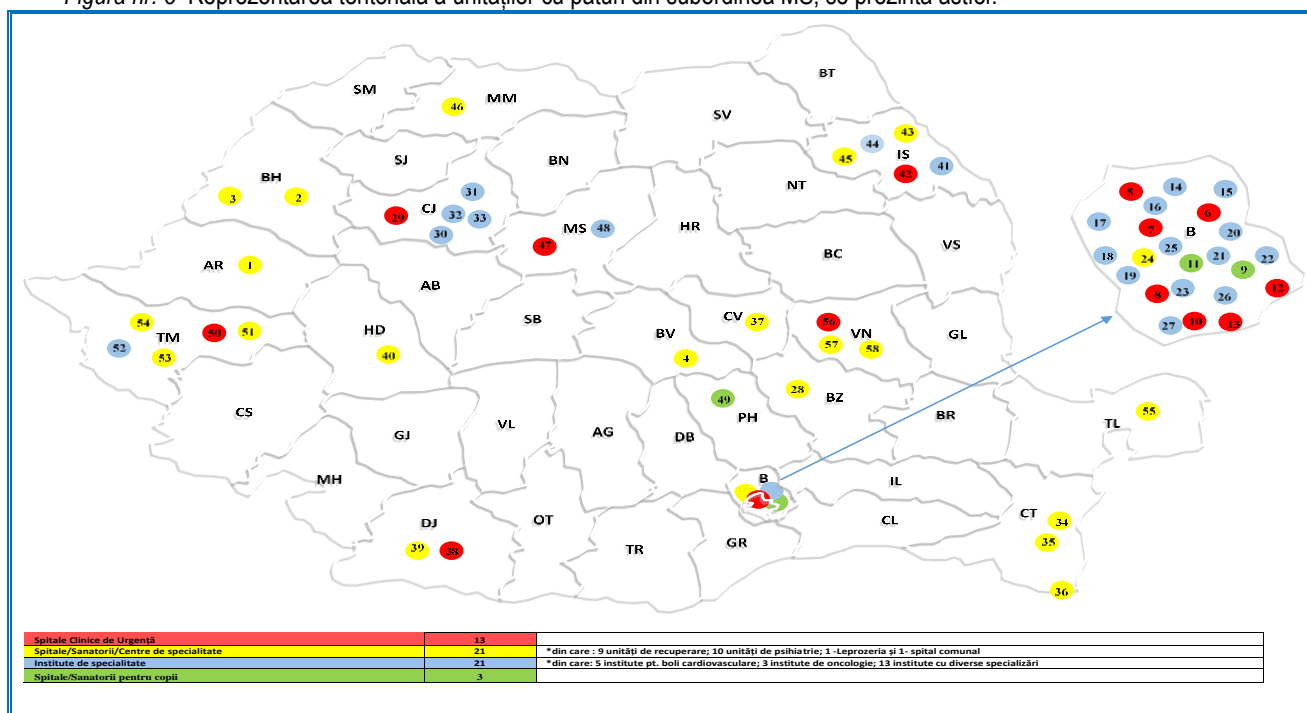 Figura nr. Reprezentarea teritorială a unităților cu paturi din subordinea MS, se prezintă astfel:
BT
SM
MM
46
SV
43
44
IS
45
42
41
SJ
BN
NT
BH
3
2
31
CJ
29
32
33
30
MS
48
47
HR
BC
VS
AR
1
AB
54
TM
50
51
52
53
HD
40
SB
BV
4
CV
37
56
VN
57
58
GL
CS
GJ
VL
AG
DB
49
PH
28
BZ
BR
TL
55
MH
B
IL
DJ
39
38
OT
TR
GR
CL
CT
34
35
36
5
14
15
16
6
17
7
B
20
25
18
24
11
21
22
19
9
8
23
26
12
27
10
13
Spitale Clinice de Urgență 13
Spitale/Sanatorii/Centre de specialitate 21 *din care : 9 unități de recuperare; 10 unități de psihiatrie; 1 -Leprozeria și 1- spital comunal
Institute de specialitate 21 *din care: 5 institute pt. boli cardiovasculare; 3 institute de oncologie; 13 institute cu diverse specializări
Spitale/Sanatorii pentru copii 3